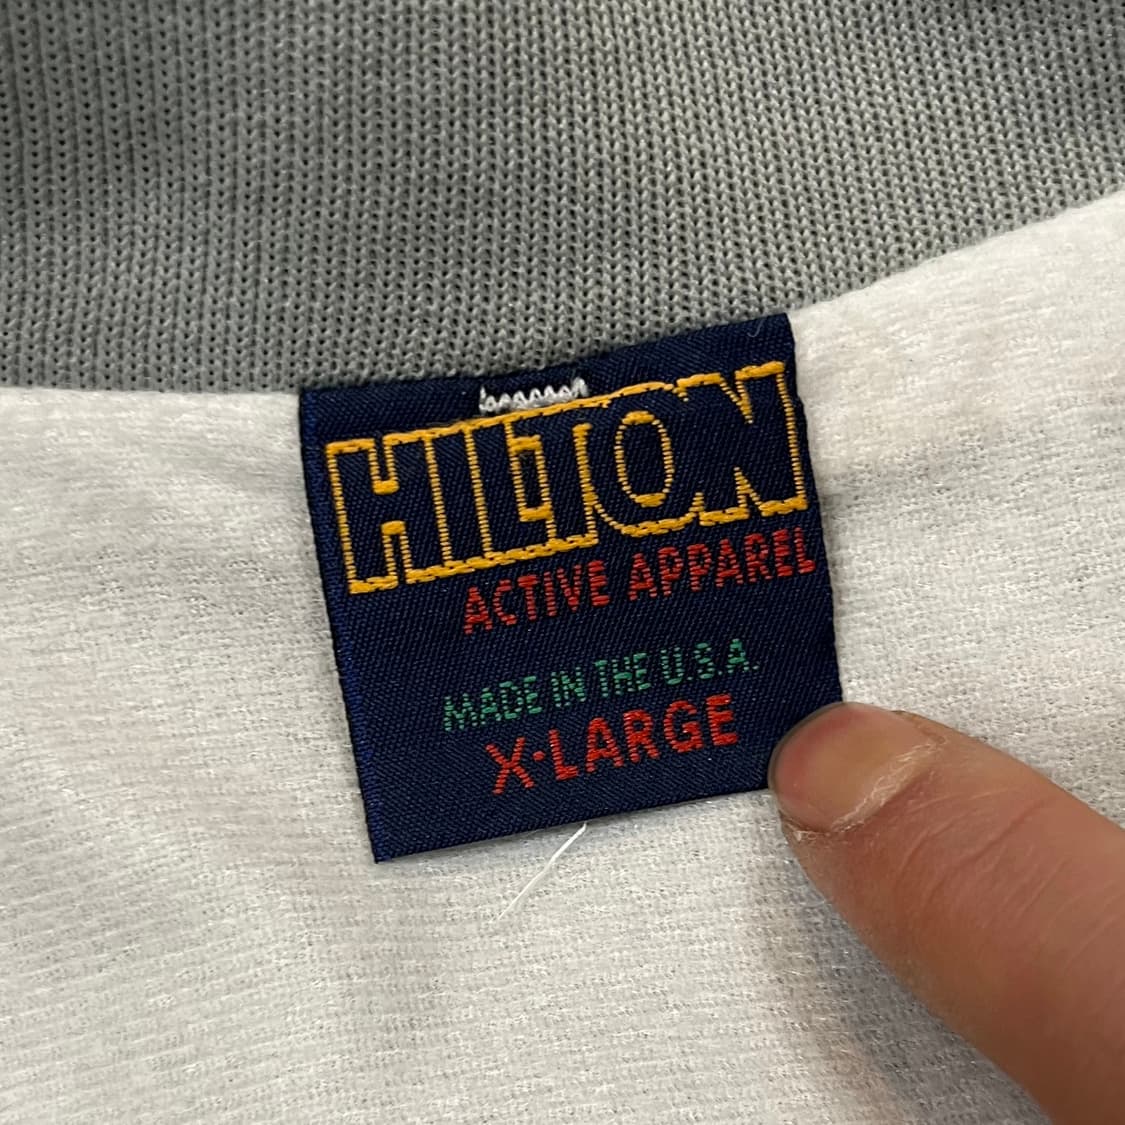 HILTON
ACTIVE APPAREL
MADE IN THE U.S.A.
X-LARGE